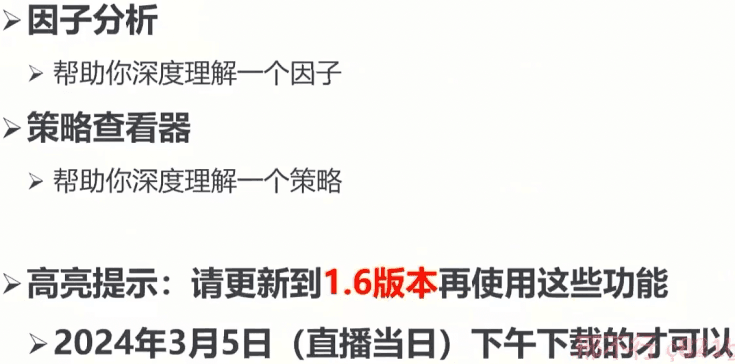 ➢因子分析
➢帮助你深度理解一个因子
➢策略查看器
➢帮助你深度理解一个策略
➢高亮提示：请更新到1.6版本再使用这些功能
➢2024年3月5日（直播当日）下午下载的才可以